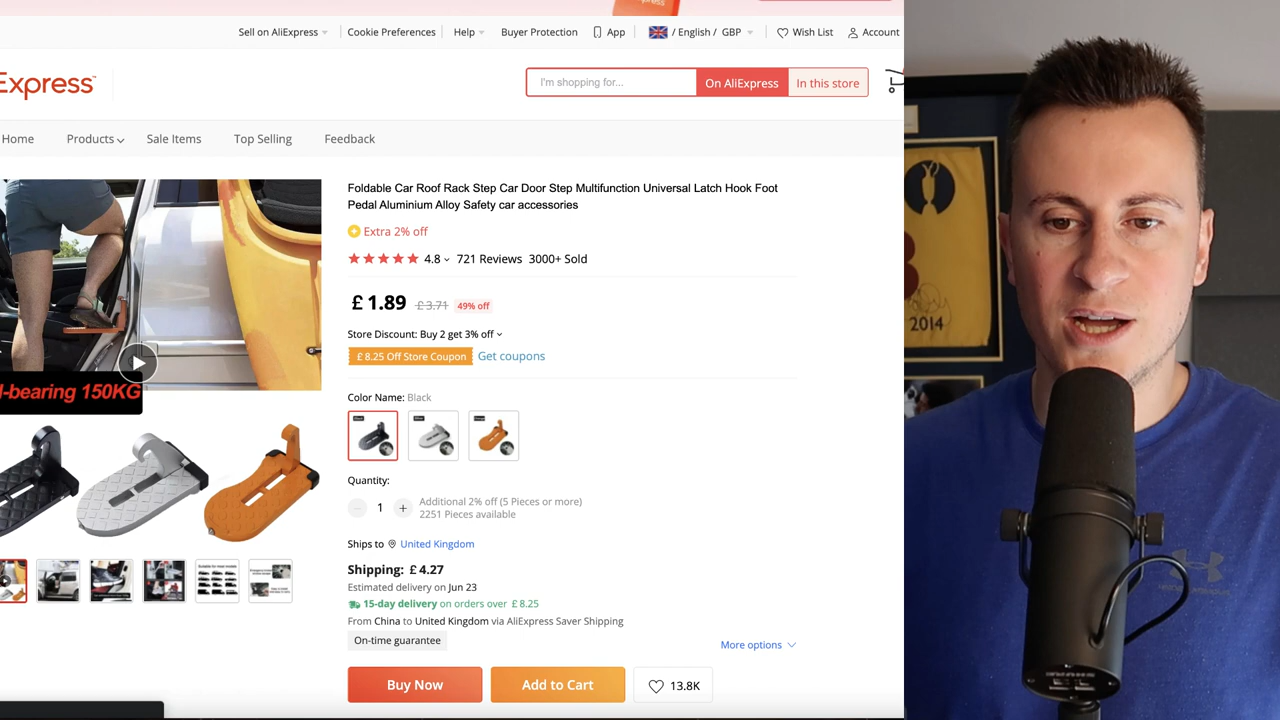 Sell on AliExpress
Cookie Preferences
Help
Buyer Protection
App
/ English / GBP
Wish List
Account
Express
I'm shopping for...
On AliExpress
In this store
Home
Products
Sale Items
Top Selling
Feedback
Foldable Car Roof Rack Step Car Door Step Multifunction Universal Latch Hook Foot
Pedal Aluminium Alloy Safety car accessories
Extra 2% off
4.8
721 Reviews
3000+ Sold
£1.89
£3.71
49% off
Store Discount: Buy 2 get 3% off
£8.25 Off Store Coupon
Get coupons
d-bearing 150KG
Color Name: Black
Quantity:
1
Additional 2% off (5 Pieces or more)
2251 Pieces available
Ships to
United Kingdom
Shipping: £4.27
Estimated delivery on Jun 23
15-day delivery on orders over £8.25
From China to United Kingdom via AliExpress Saver Shipping
On-time guarantee
More options
Buy Now
Add to Cart
13.8K
2014